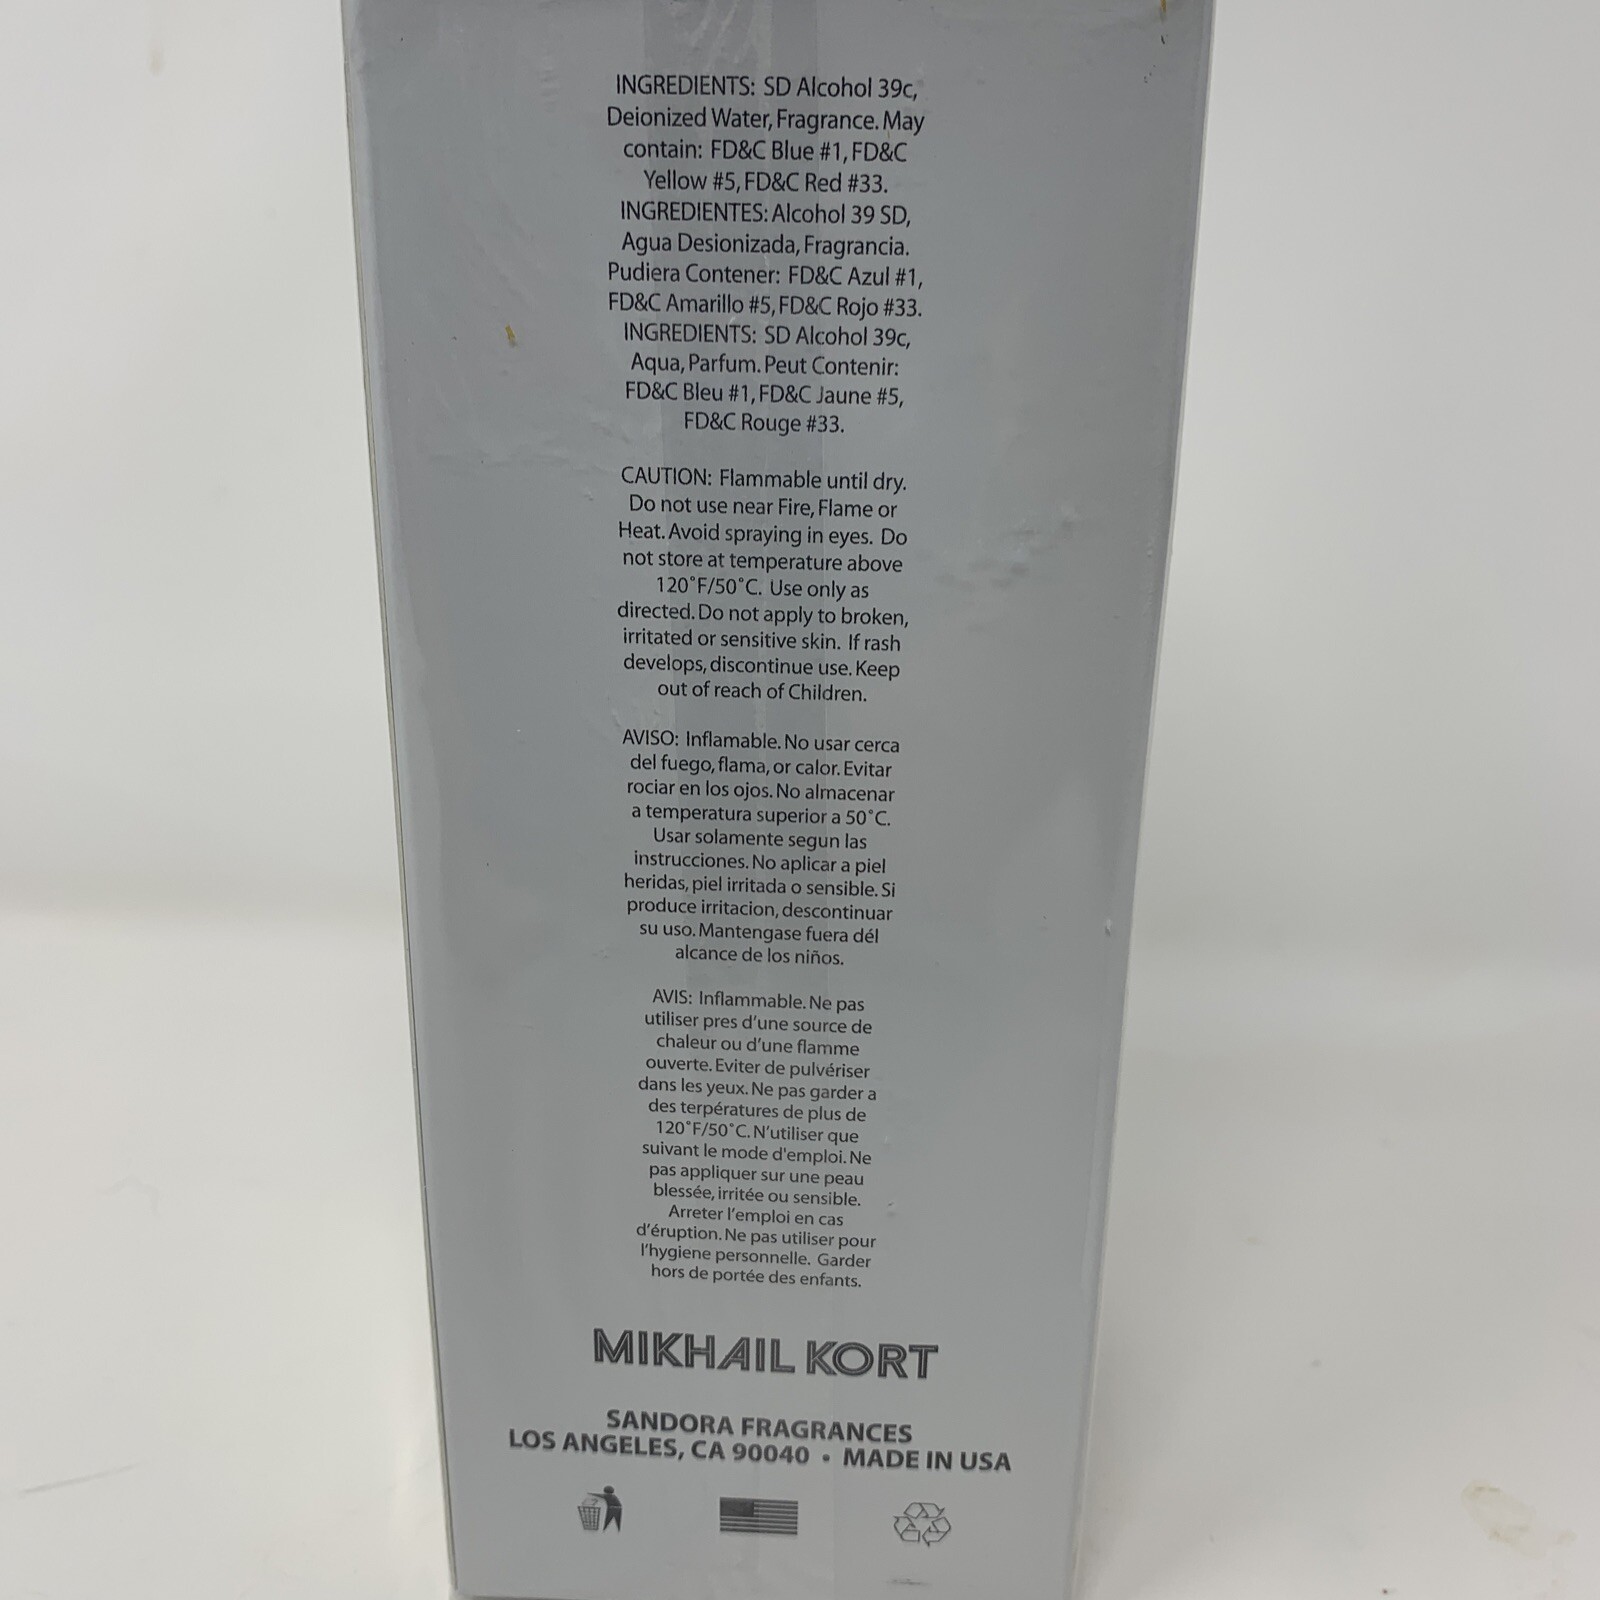 INGREDIENTS: SD Alcohol 39c,
Deionized Water, Fragrance. May
contain: FD&C Blue #1, FD&C
Yellow #5, FD&C Red #33.
INGREDIENTES: Alcohol 39 SD,
Agua Desionizada, Fragrancia.
Pudiera Contener: FD&C Azul #1,
FD&C Amarillo #5, FD&C Rojo #33.
INGREDIENTS: SD Alcohol 39c,
Aqua, Parfum. Peut Contenir:
FD&C Bleu #1, FD&C Jaune #5,
FD&C Rouge #33.
CAUTION: Flammable until dry.
Do not use near Fire, Flame or
Heat. Avoid spraying in eyes. Do
not store at temperature above
120˚F/50˚C. Use only as
directed. Do not apply to broken,
irritated or sensitive skin. If rash
develops, discontinue use. Keep
out of reach of Children.
AVISO: Inflamable. No usar cerca
del fuego, flama, or calor. Evitar
rociar en los ojos. No almacenar
a temperatura superior a 50˚C.
Usar solamente segun las
instrucciones. No aplicar a piel
heridas, piel irritada o sensible. Si
produce irritacion, descontinuar
su uso. Mantengase fuera dél
alcance de los niños.
AVIS: Inflammable. Ne pas
utiliser pres d'une source de
chaleur ou d'une flamme
ouverte. Eviter de pulvériser
dans les yeux. Ne pas garder a
des terpératures de plus de
120˚F/50˚C. N'utiliser que
suivant le mode d'emploi. Ne
pas appliquer sur une peau
blessée, irritée ou sensible.
Arreter l'emploi en cas
d'éruption. Ne pas utiliser pour
l'hygiene personnelle. Garder
hors de portée des enfants.
MIKHAIL KORT
SANDORA FRAGRANCES
LOS ANGELES, CA 90040 • MADE IN USA